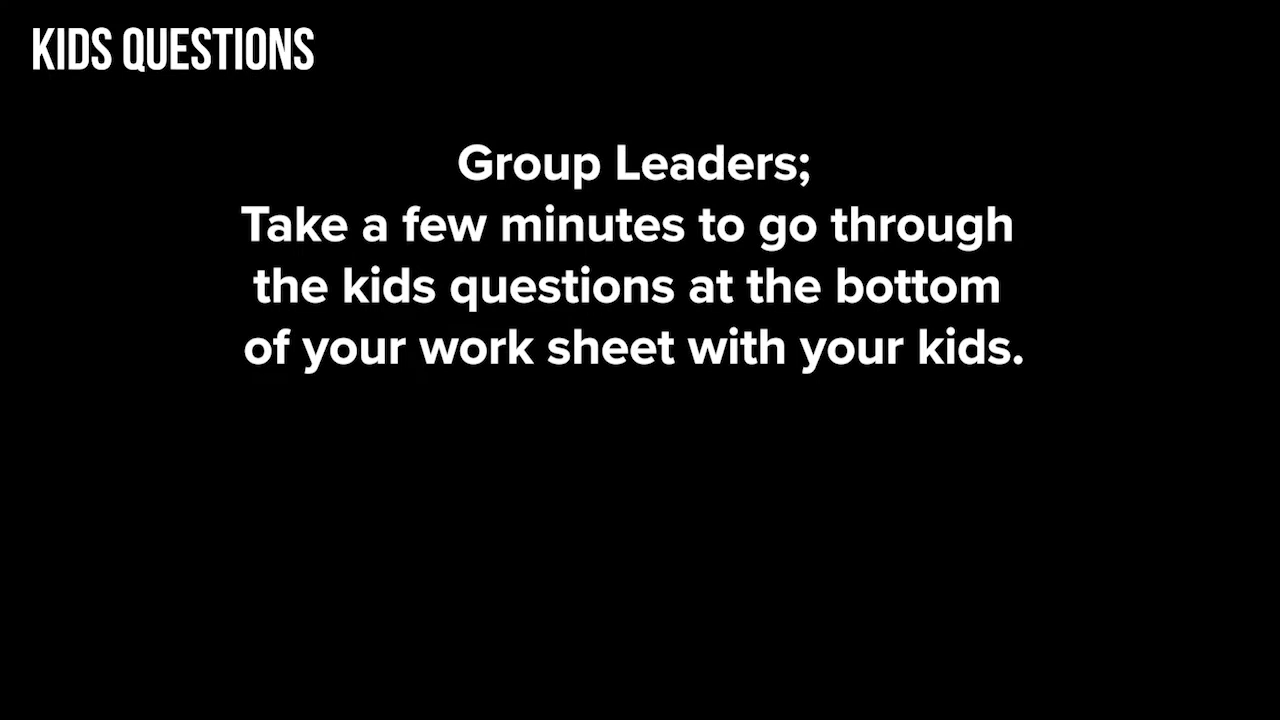 KIDS QUESTIONS
Group Leaders;
Take a few minutes to go through
the kids questions at the bottom
of your work sheet with your kids.